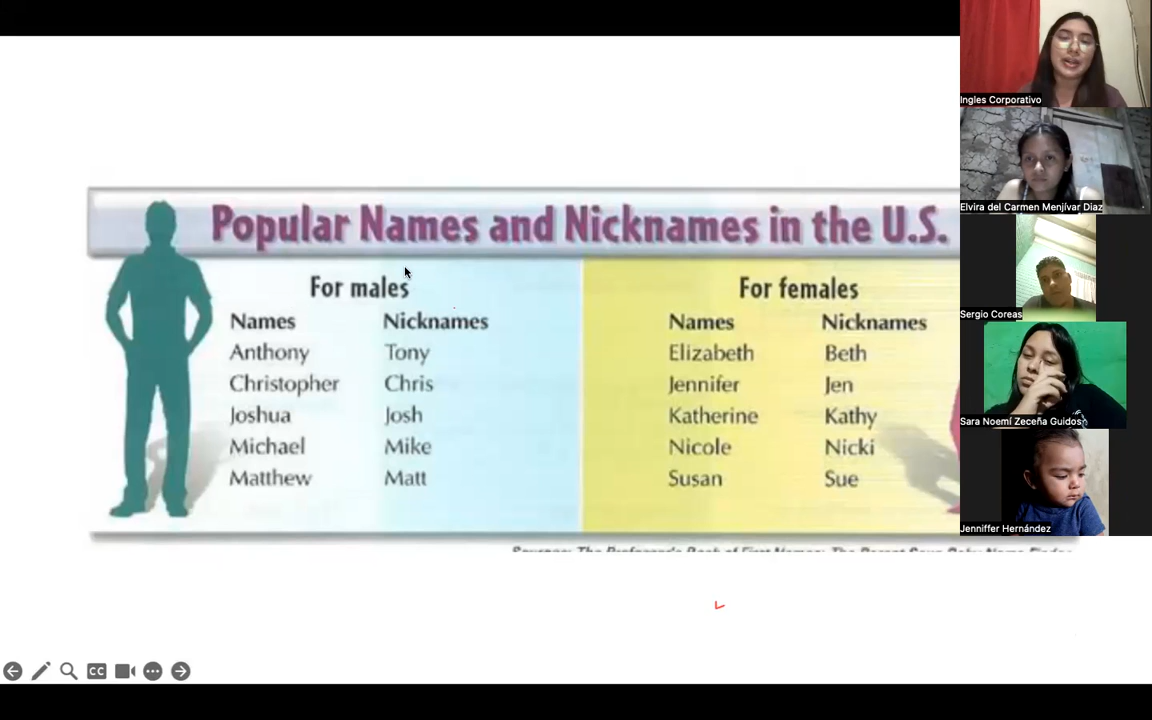 Popular Names and Nicknames in the U.S.
For males
Names Nicknames
Anthony Tony
Christopher Chris
Joshua Josh
Michael Mike
Matthew Matt
For females
Names Nicknames
Elizabeth Beth
Jennifer Jen
Katherine Kathy
Nicole Nicki
Susan Sue
CC
Ingles Corporativo
Elvira del Carmen Menjívar Diaz
Sergio Coreas
Sara Noemí Zeceña Guidos
Jenniffer Hernández